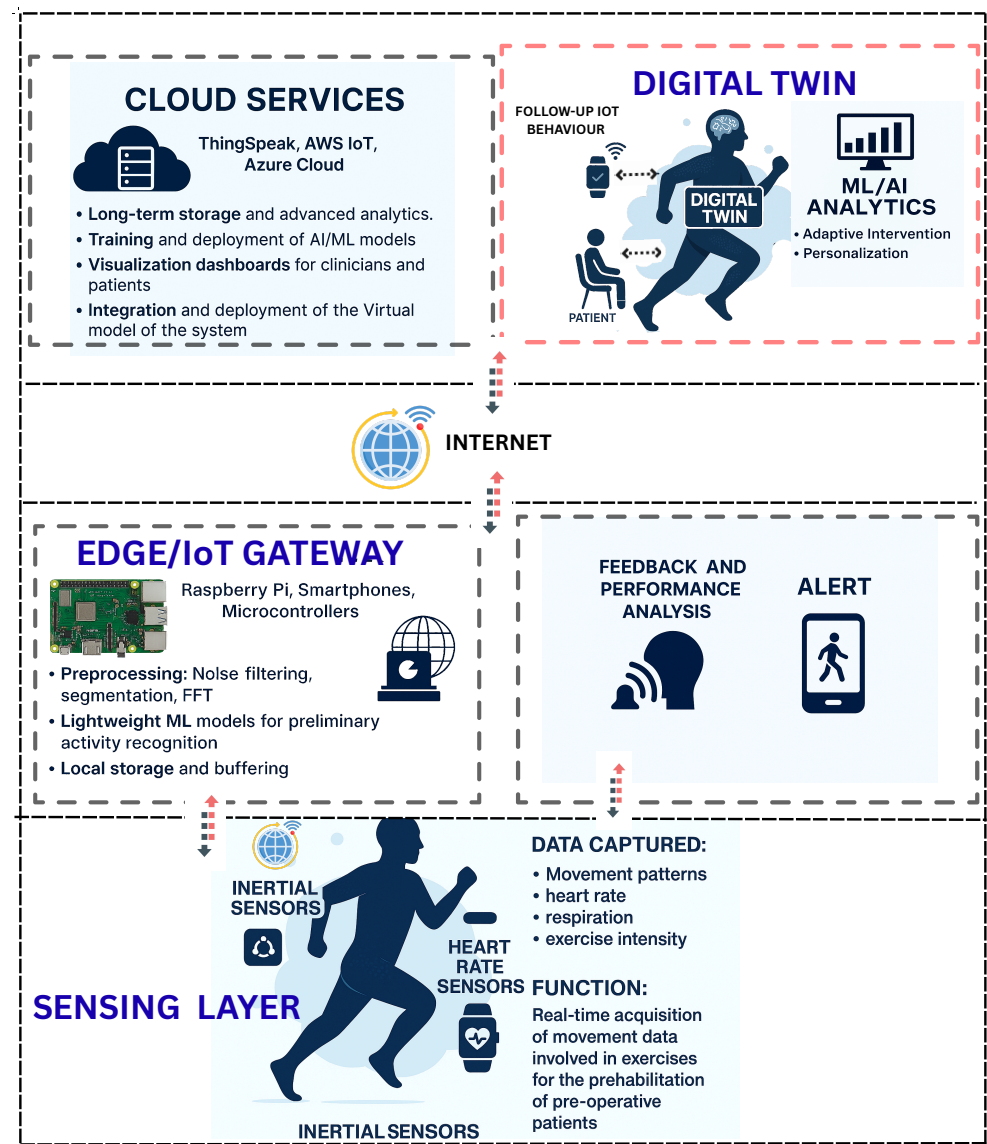 CLOUD SERVICES
ThingSpeak, AWS IoT,
Azure Cloud
• Long-term storage and advanced analytics.
• Training and deployment of AI/ML models
• Visualization dashboards for clinicians and
patients
• Integration and deployment of the Virtual
model of the system
DIGITAL TWIN
FOLLOW-UP IOT
BEHAVIOUR
DIGITAL
TWIN
PATIENT
ML/AI
ANALYTICS
• Adaptive Intervention
• Personalization
INTERNET
EDGE/IoT GATEWAY
Raspberry Pi, Smartphones,
Microcontrollers
• Preprocessing: Noise filtering,
segmentation, FFT
• Lightweight ML models for preliminary
activity recognition
• Local storage and buffering
FEEDBACK AND
PERFORMANCE
ANALYSIS
ALERT
SENSING LAYER
INERTIAL
SENSORS
HEART
RATE
SENSORS
INERTIAL SENSORS
DATA CAPTURED:
• Movement patterns
• heart rate
• respiration
• exercise intensity
FUNCTION:
Real-time acquisition
of movement data
involved in exercises
for the prehabilitation
of pre-operative
patients